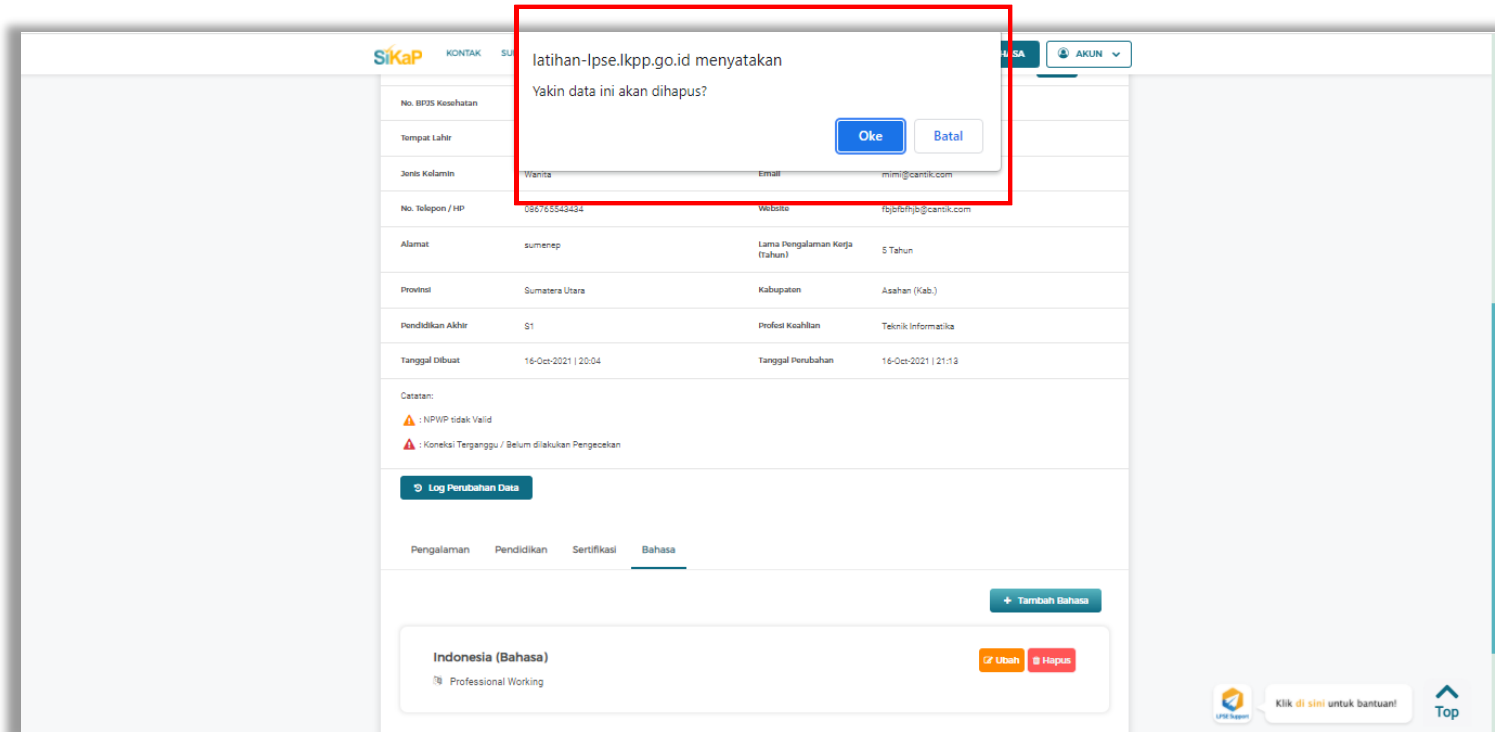 SiKaP KONTAK SU HASA AKUN
latihan-lpse.lkpp.go.id menyatakan
Yakin data ini akan dihapus?
Oke Batal
No. BPJS Kesehatan
Tempat Lahir
Jenis Kelamin Wanita Email mimi@cantik.com
No. Telepon / HP 086765543434 Website fbjbfbfhjb@cantik.com
Alamat sumenep Lama Pengalaman Kerja (Tahun) 5 Tahun
Provinsi Sumatera Utara Kabupaten Asahan (Kab.)
Pendidikan Akhir S1 Profesi Keahlian Teknik Informatika
Tanggal Dibuat 16-Oct-2021 | 20:04 Tanggal Perubahan 16-Oct-2021 | 21:13
Catatan:
: NPWP tidak Valid
: Koneksi Terganggu / Belum dilakukan Pengecekan
Log Perubahan Data
Pengalaman Pendidikan Sertifikasi Bahasa
+ Tambah Bahasa
Indonesia (Bahasa) Ubah Hapus
Professional Working
LPSE Support Klik di sini untuk bantuan! Top